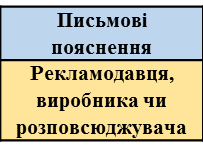 Письмові
пояснення
Рекламодавця,
виробника чи
розповсюджувача